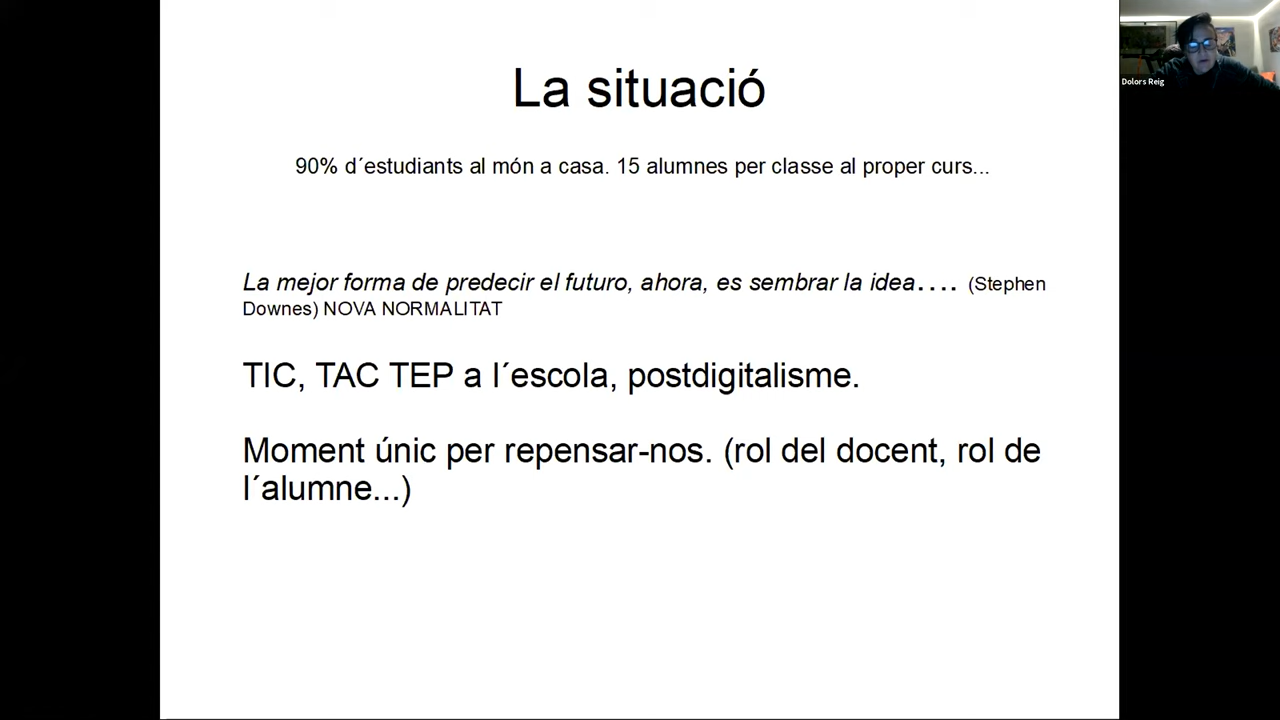 La situació
90% d´estudiants al món a casa. 15 alumnes per classe al proper curs...
La mejor forma de predecir el futuro, ahora, es sembrar la idea.... (Stephen
Downes) NOVA NORMALITAT
TIC, TAC TEP a l´escola, postdigitalisme.
Moment únic per repensar-nos. (rol del docent, rol de
l´alumne...)
Dolors Reig